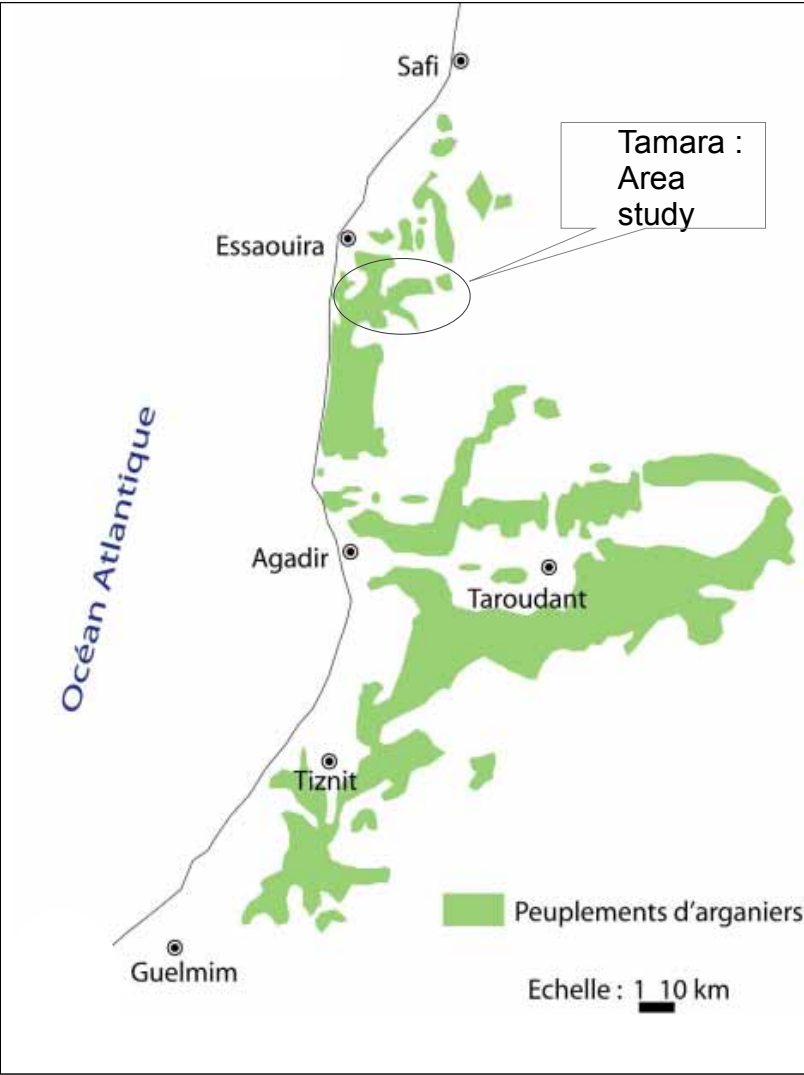 Safi
Tamara :
Area
study
Essaouira
Océan Atlantique
Agadir
Taroudant
Tiznit
Peuplements d'arganiers
Guelmim
Echelle : 1 10 km